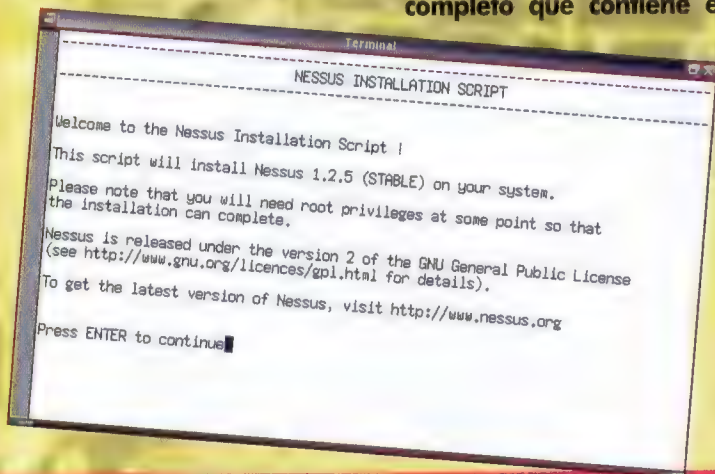 completo que contiene e
Terminal
NESSUS INSTALLATION SCRIPT
Welcome to the Nessus Installation Script !
This script will install Nessus 1.2.5 (STABLE) on your system.
Please note that you will need root privileges at some point so that
the installation can complete.
Nessus is released under the version 2 of the GNU General Public License
(see http://www.gnu.org/licences/gpl.html for details).
To get the latest version of Nessus, visit http://www.nessus.org
Press ENTER to continue